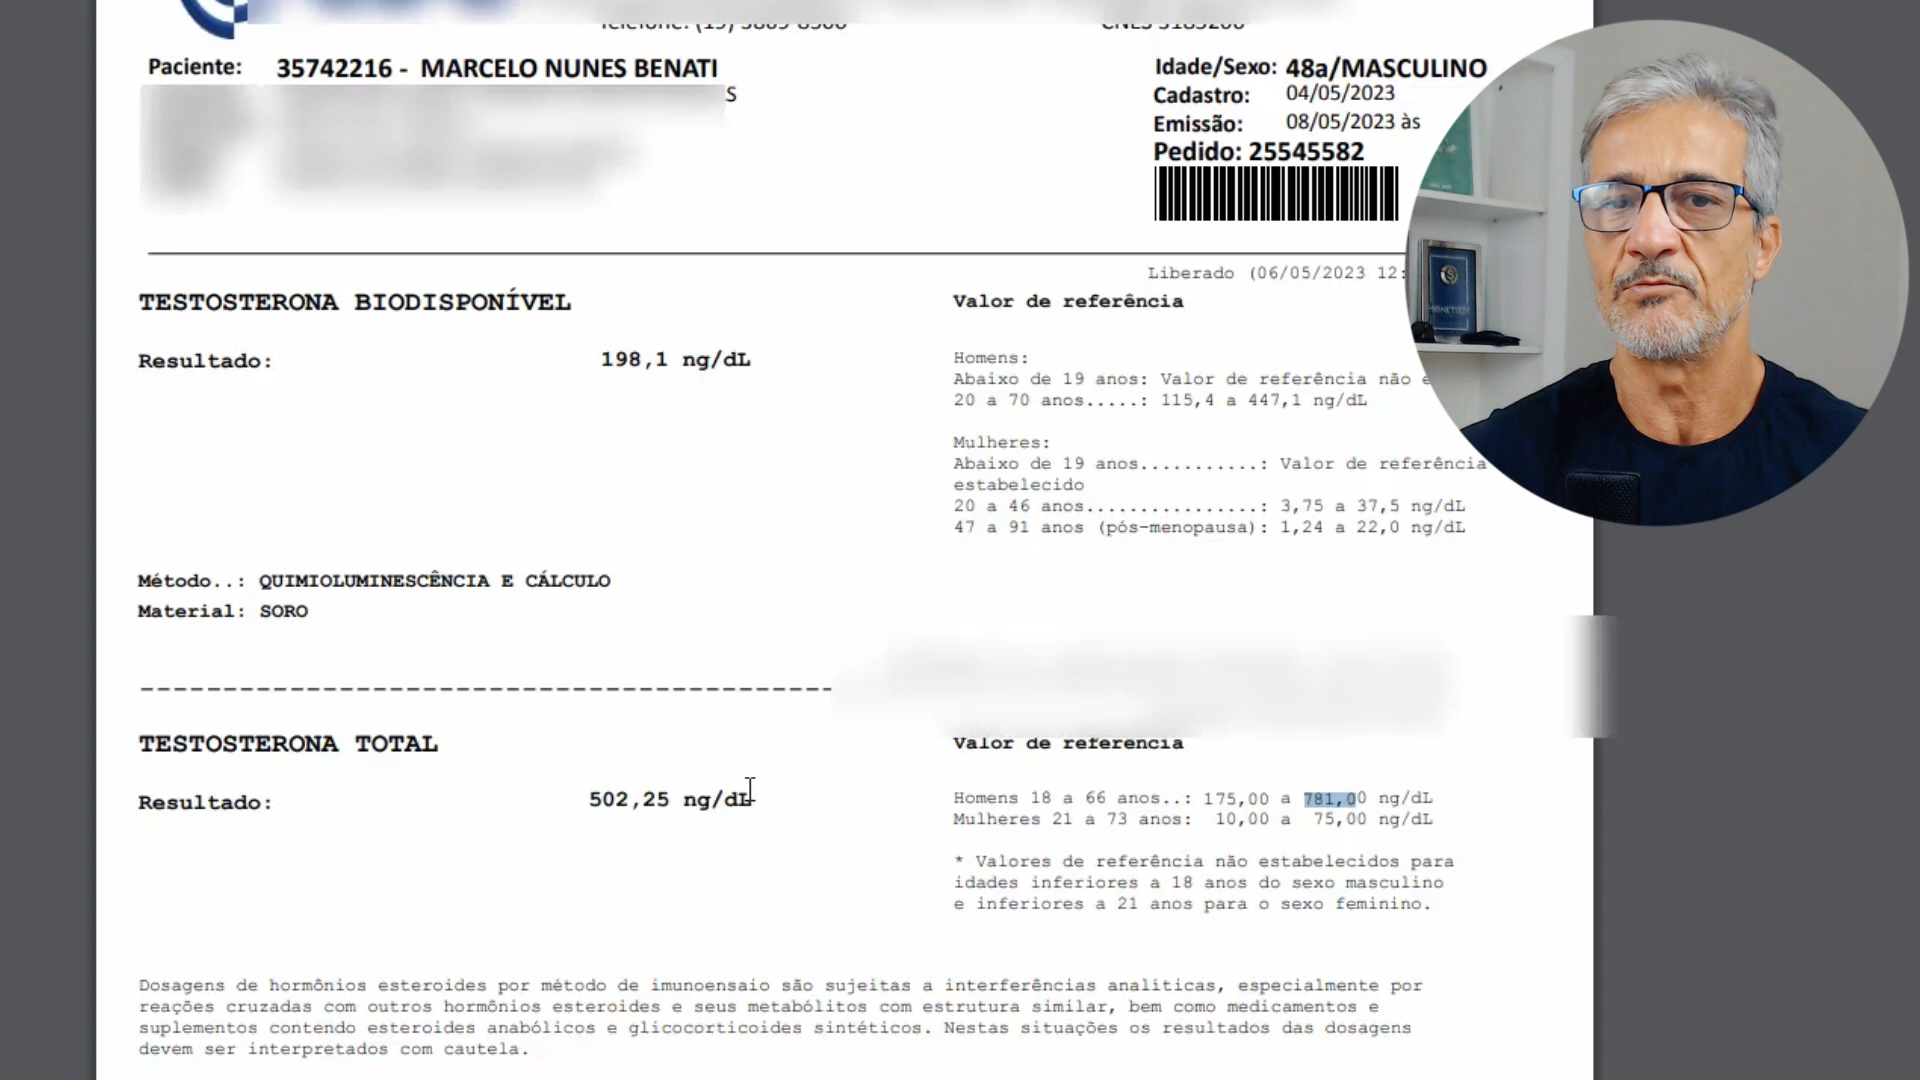 Paciente: 35742216 - MARCELO NUNES BENATI
S
Idade/Sexo: 48a/MASCULINO
Cadastro: 04/05/2023
Emissão: 08/05/2023 às
Pedido: 25545582
Liberado (06/05/2023 12:
TESTOSTERONA BIODISPONÍVEL
Valor de referência
Resultado: 198,1 ng/dL
Homens:
Abaixo de 19 anos: Valor de referência não
20 a 70 anos.....: 115,4 a 447,1 ng/dL
Mulheres:
Abaixo de 19 anos...........: Valor de referência
estabelecido
20 a 46 anos................: 3,75 a 37,5 ng/dL
47 a 91 anos (pós-menopausa): 1,24 a 22,0 ng/dL
Método..: QUIMIOLUMINESCÊNCIA E CÁLCULO
Material: SORO
TESTOSTERONA TOTAL
Valor de referência
Resultado: 502,25 ng/dL
Homens 18 a 66 anos..: 175,00 a 781,00 ng/dL
Mulheres 21 a 73 anos: 10,00 a 75,00 ng/dL
* Valores de referência não estabelecidos para
idades inferiores a 18 anos do sexo masculino
e inferiores a 21 anos para o sexo feminino.
Dosagens de hormônios esteroides por método de imunoensaio são sujeitas a interferências analíticas, especialmente por
reações cruzadas com outros hormônios esteroides e seus metabólitos com estrutura similar, bem como medicamentos e
suplementos contendo esteroides anabólicos e glicocorticoides sintéticos. Nestas situações os resultados das dosagens
devem ser interpretados com cautela.